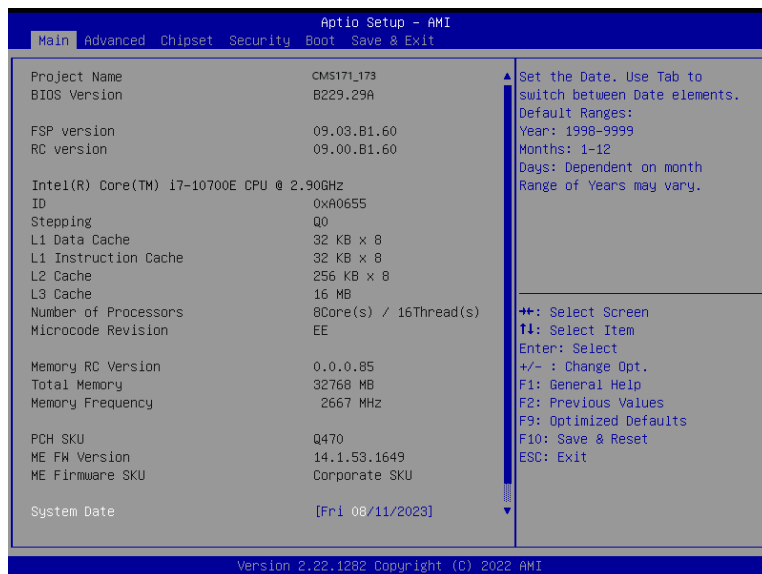 Aptio Setup – AMI
Main Advanced Chipset Security Boot Save & Exit
Project Name CMS171_173
BIOS Version B229.29A
FSP version 09.03.B1.60
RC version 09.00.B1.60
Intel(R) Core(TM) i7-10700E CPU @ 2.90GHz
ID 0xA0655
Stepping Q0
L1 Data Cache 32 KB x 8
L1 Instruction Cache 32 KB x 8
L2 Cache 256 KB x 8
L3 Cache 16 MB
Number of Processors 8Core(s) / 16Thread(s)
Microcode Revision EE
Memory RC Version 0.0.0.85
Total Memory 32768 MB
Memory Frequency 2667 MHz
PCH SKU Q470
ME FW Version 14.1.53.1649
ME Firmware SKU Corporate SKU
System Date [Fri 08/11/2023]
Set the Date. Use Tab to
switch between Date elements.
Default Ranges:
Year: 1998-9999
Months: 1-12
Days: Dependent on month
Range of Years may vary.
→←: Select Screen
↑↓: Select Item
Enter: Select
+/- : Change Opt.
F1: General Help
F2: Previous Values
F9: Optimized Defaults
F10: Save & Reset
ESC: Exit
Version 2.22.1282 Copyright (C) 2022 AMI